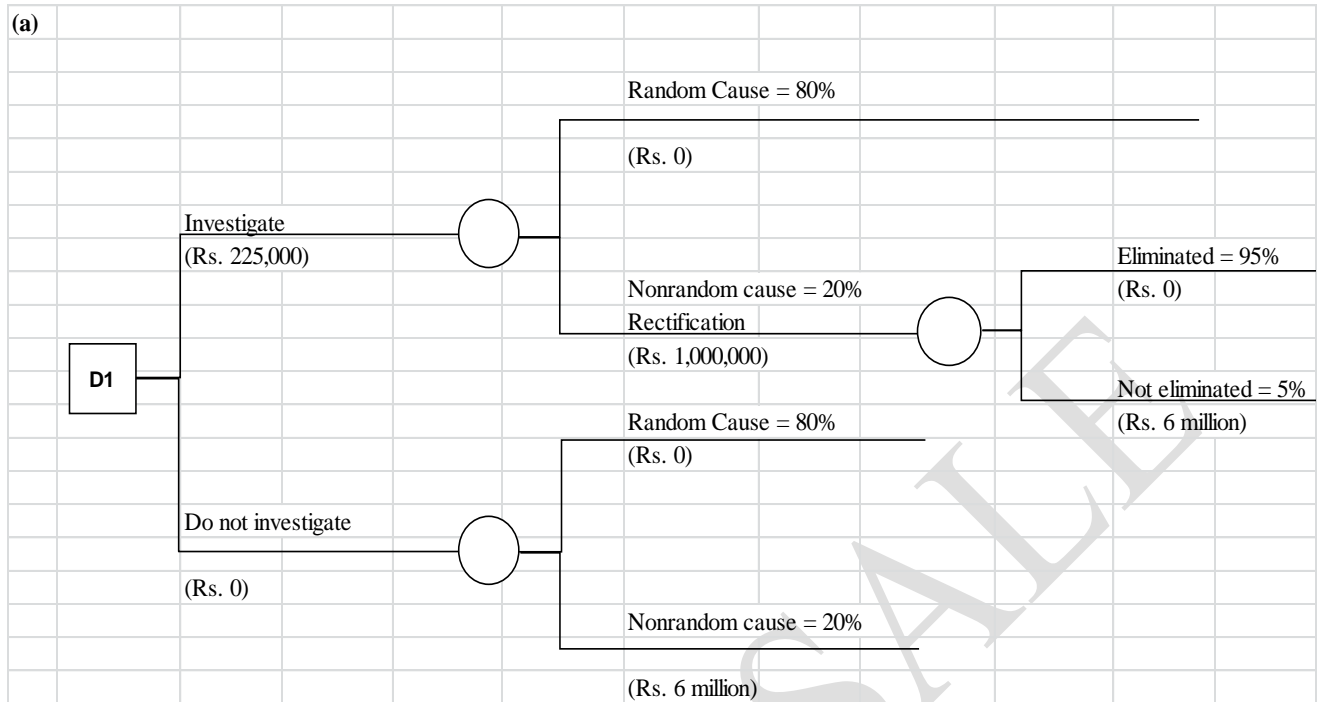 (a)
Random Cause = 80%
(Rs. 0)
Investigate
(Rs. 225,000)
Nonrandom cause = 20%
Rectification
(Rs. 1,000,000)
Eliminated = 95%
(Rs. 0)
Not eliminated = 5%
(Rs. 6 million)
D1
Random Cause = 80%
(Rs. 0)
Do not investigate
(Rs. 0)
Nonrandom cause = 20%
(Rs. 6 million)
SALE